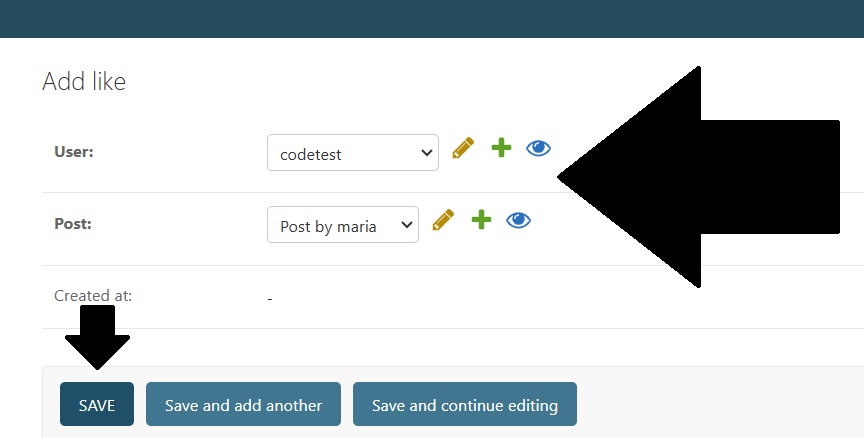 Add like
User:
codetest
Post:
Post by maria
Created at:
-
SAVE
Save and add another
Save and continue editing